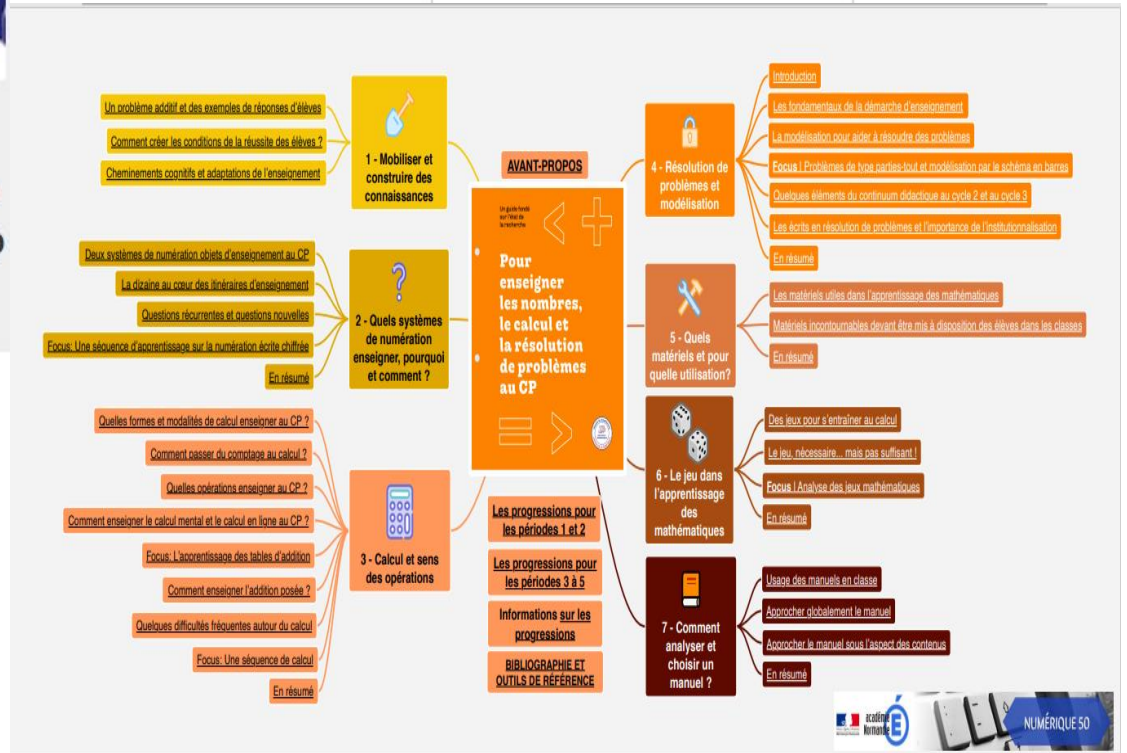 Un problème additif et des exemples de réponses d'élèves
Comment créer les conditions de la réussite des élèves ?
Cheminements cognitifs et adaptations de l'enseignement
1 - Mobiliser et
construire des
connaissances
Deux systèmes de numération objets d'enseignement au CP
La dizaine au cœur des itinéraires d'enseignement
Questions récurrentes et questions nouvelles
Focus: Une séquence d'apprentissage sur la numération écrite chiffrée
En résumé
2 - Quels systèmes
de numération
enseigner, pourquoi
et comment ?
Quelles formes et modalités de calcul enseigner au CP ?
Comment passer du comptage au calcul ?
Quelles opérations enseigner au CP ?
Comment enseigner le calcul mental et le calcul en ligne au CP ?
Focus: L'apprentissage des tables d'addition
Comment enseigner l'addition posée ?
Quelques difficultés fréquentes autour du calcul
Focus: Une séquence de calcul
En résumé
3 - Calcul et sens
des opérations
AVANT-PROPOS
Un guide fondé
sur l'état de
la recherche
Pour
enseigner
les nombres,
le calcul et
la résolution
de problèmes
au CP
Les progressions pour
les périodes 1 et 2
Les progressions pour
les périodes 3 à 5
Informations sur les
progressions
BIBLIOGRAPHIE ET
OUTILS DE RÉFÉRENCE
4 - Résolution de
problèmes et
modélisation
Introduction
Les fondamentaux de la démarche d'enseignement
La modélisation pour aider à résoudre des problèmes
Focus | Problèmes de type parties-tout et modélisation par le schéma en barres
Quelques éléments du continuum didactique au cycle 2 et au cycle 3
Les écrits en résolution de problèmes et l'importance de l'institutionnalisation
En résumé
5 - Quels
matériels et pour
quelle utilisation?
Les matériels utiles dans l'apprentissage des mathématiques
Matériels incontournables devant être mis à disposition des élèves dans les classes
En résumé
6 - Le jeu dans
l'apprentissage
des
mathématiques
Des jeux pour s'entraîner au calcul
Le jeu, nécessaire... mais pas suffisant !
Focus | Analyse des jeux mathématiques
En résumé
7 - Comment
analyser et
choisir un
manuel ?
Usage des manuels en classe
Approcher globalement le manuel
Approcher le manuel sous l'aspect des contenus
En résumé
académie
Normandie
NUMÉRIQUE 50